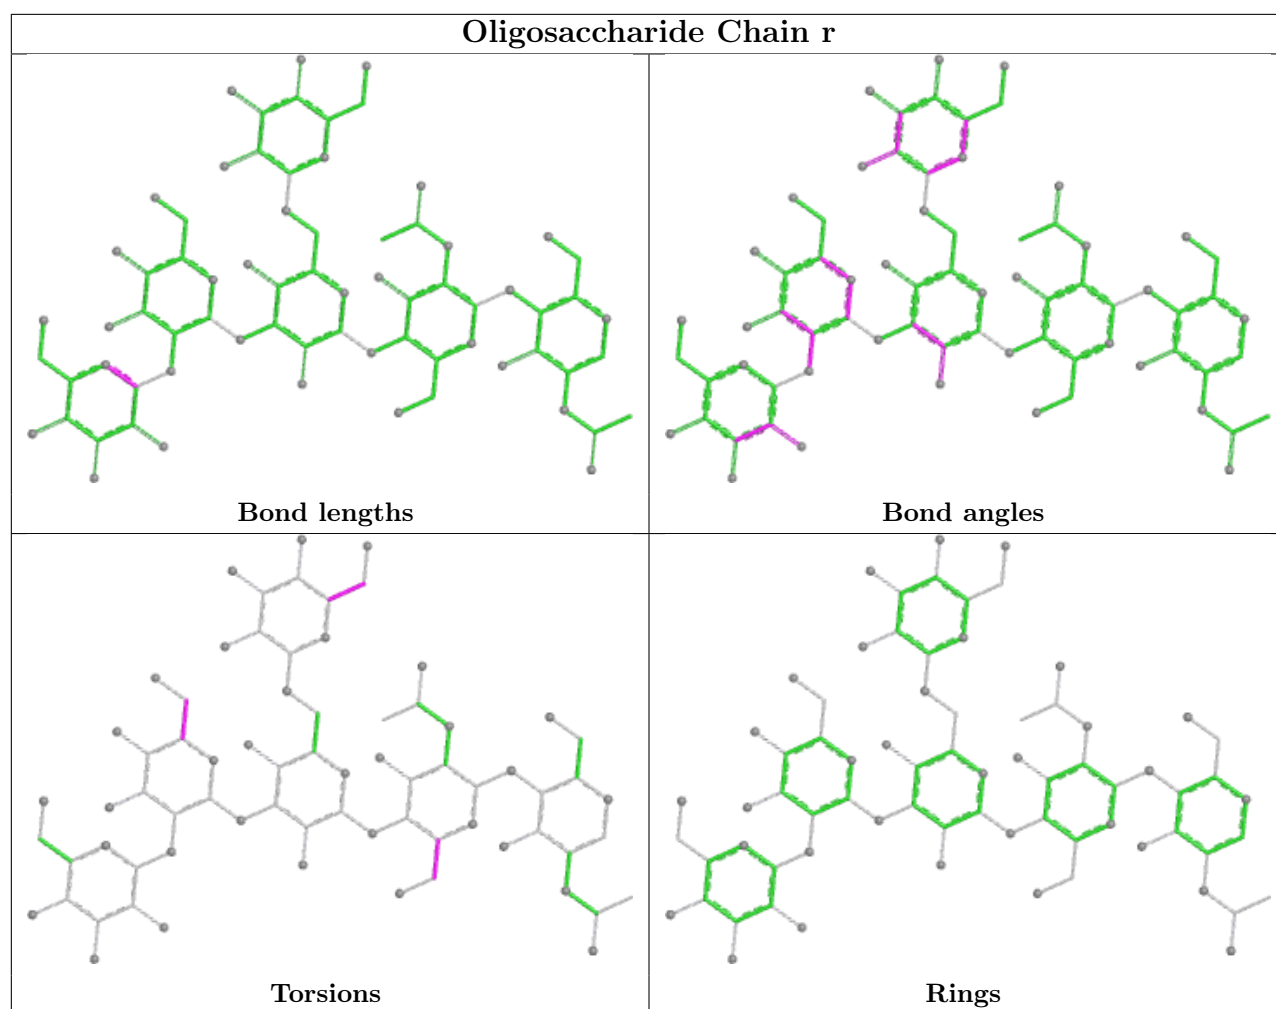 Oligosaccharide Chain r
Bond lengths
Bond angles
Torsions
Rings